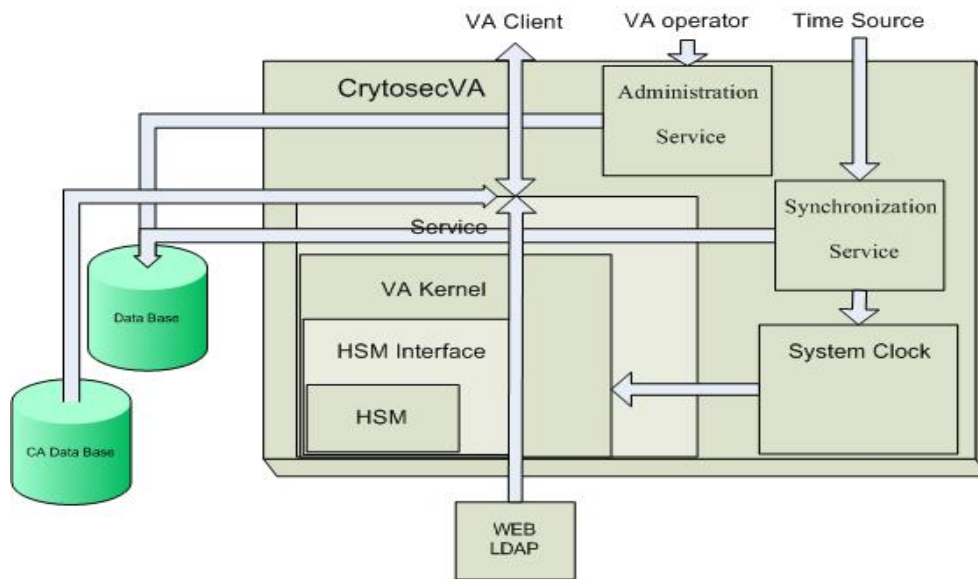 VA Client
VA operator
Time Source
CrytosecVA
Administration
Service
Synchronization
Service
Service
VA Kernel
Data Base
HSM Interface
System Clock
HSM
CA Data Base
WEB
LDAP